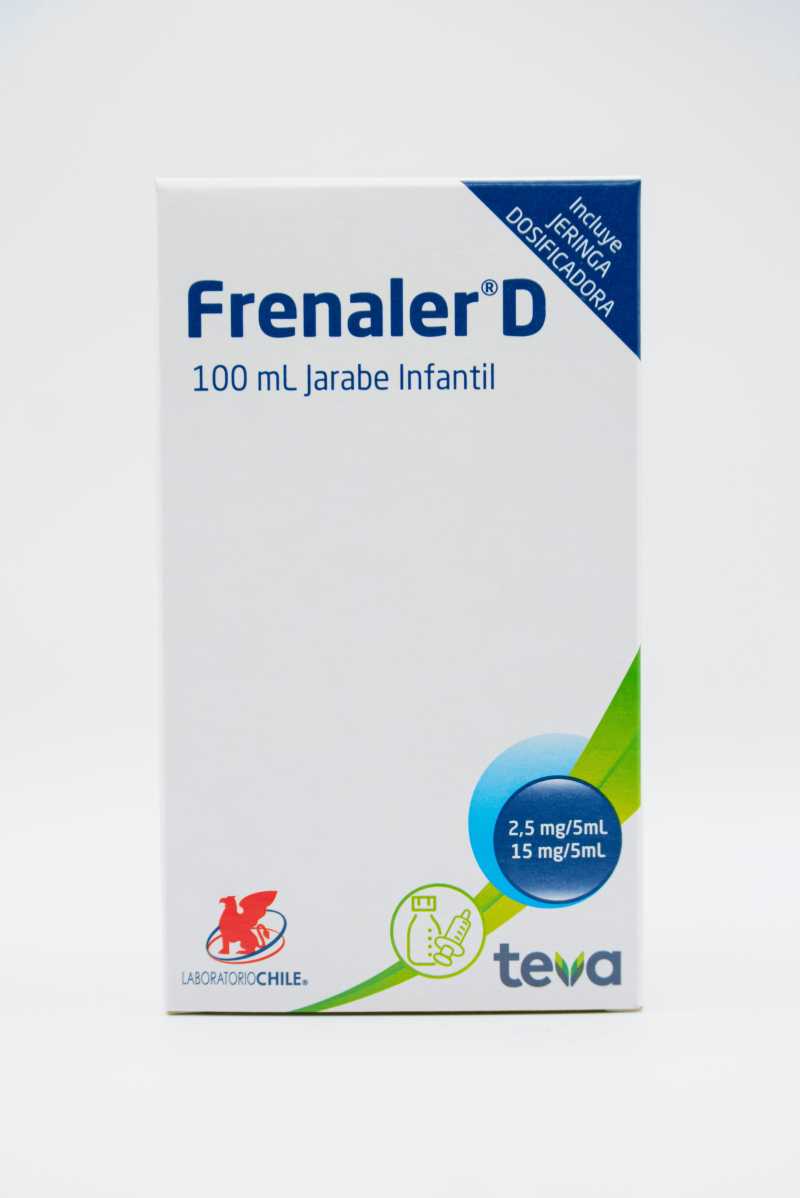 Incluye
JERINGA
DOSIFICADORA
Frenaler® D
100 mL Jarabe Infantil
2,5 mg/5mL
15 mg/5mL
LABORATORIOCHILE®
teva